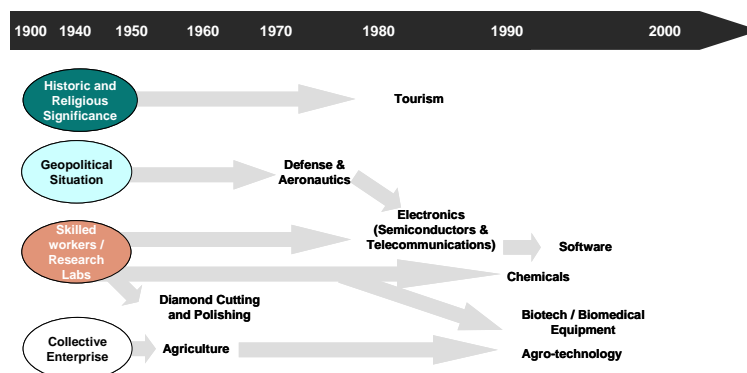 1900 1940 1950 1960 1970 1980 1990 2000
Historic and
Religious
Significance
Tourism
Geopolitical
Situation
Defense &
Aeronautics
Electronics
(Semiconductors &
Telecommunications)
Skilled
workers /
Research
Labs
Software
Chemicals
Diamond Cutting
and Polishing
Biotech / Biomedical
Equipment
Collective
Enterprise
Agriculture
Agro-technology